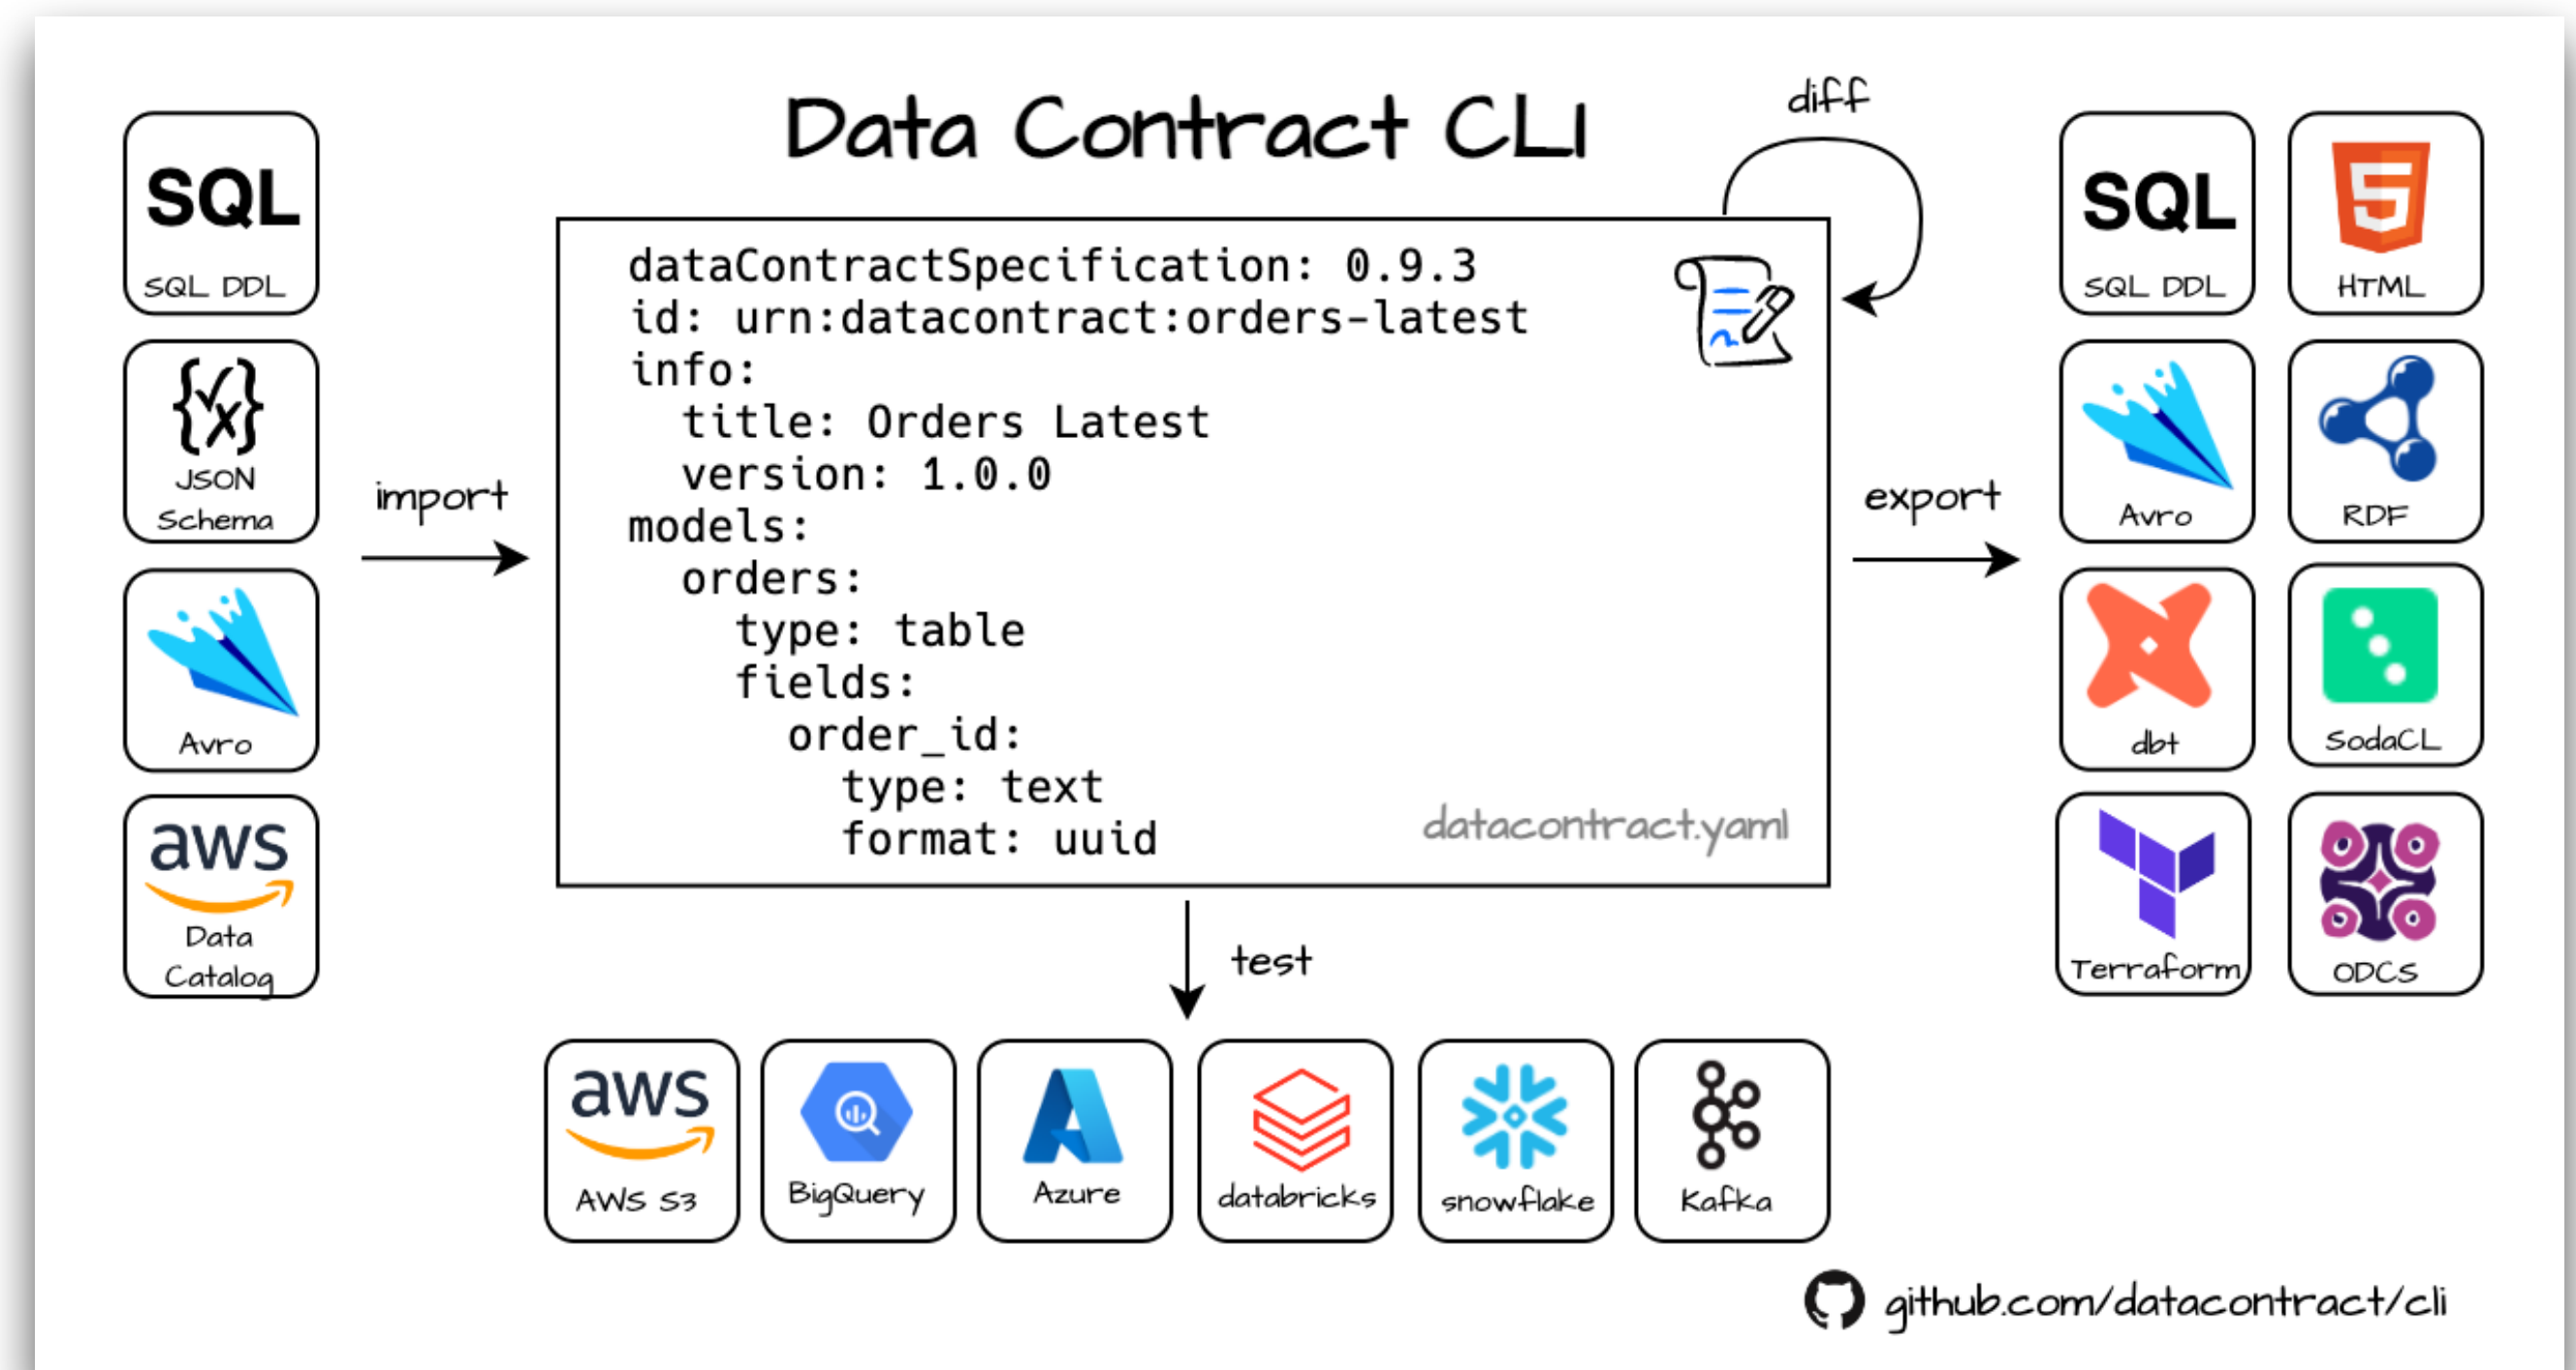 Data Contract CLI
diff
SQL
SQL DDL
JSON
Schema
Avro
aws
Data
Catalog
import
dataContractSpecification: 0.9.3
id: urn:datacontract:orders-latest
info:
  title: Orders Latest
  version: 1.0.0
models:
  orders:
    type: table
    fields:
      order_id:
        type: text
        format: uuid
datacontract.yaml
export
SQL
SQL DDL
5
HTML
Avro
RDF
dbt
SodaCL
Terraform
ODCS
test
aws
AWS S3
BigQuery
Azure
databricks
snowflake
Kafka
github.com/datacontract/cli